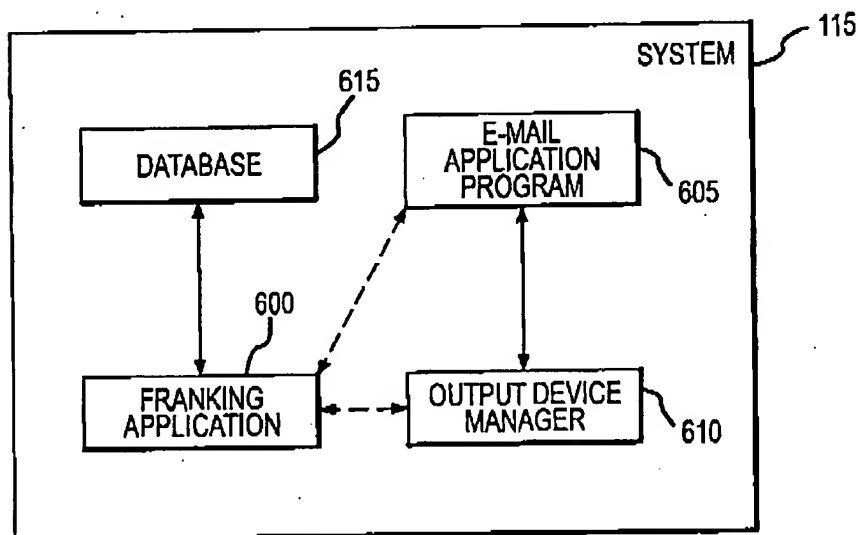 115
SYSTEM
615
DATABASE
E-MAIL
APPLICATION
PROGRAM
605
600
FRANKING
APPLICATION
OUTPUT DEVICE
MANAGER
610